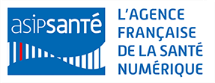 asipsanté
L'AGENCE
FRANÇAISE
DE LA SANTÉ
NUMÉRIQUE